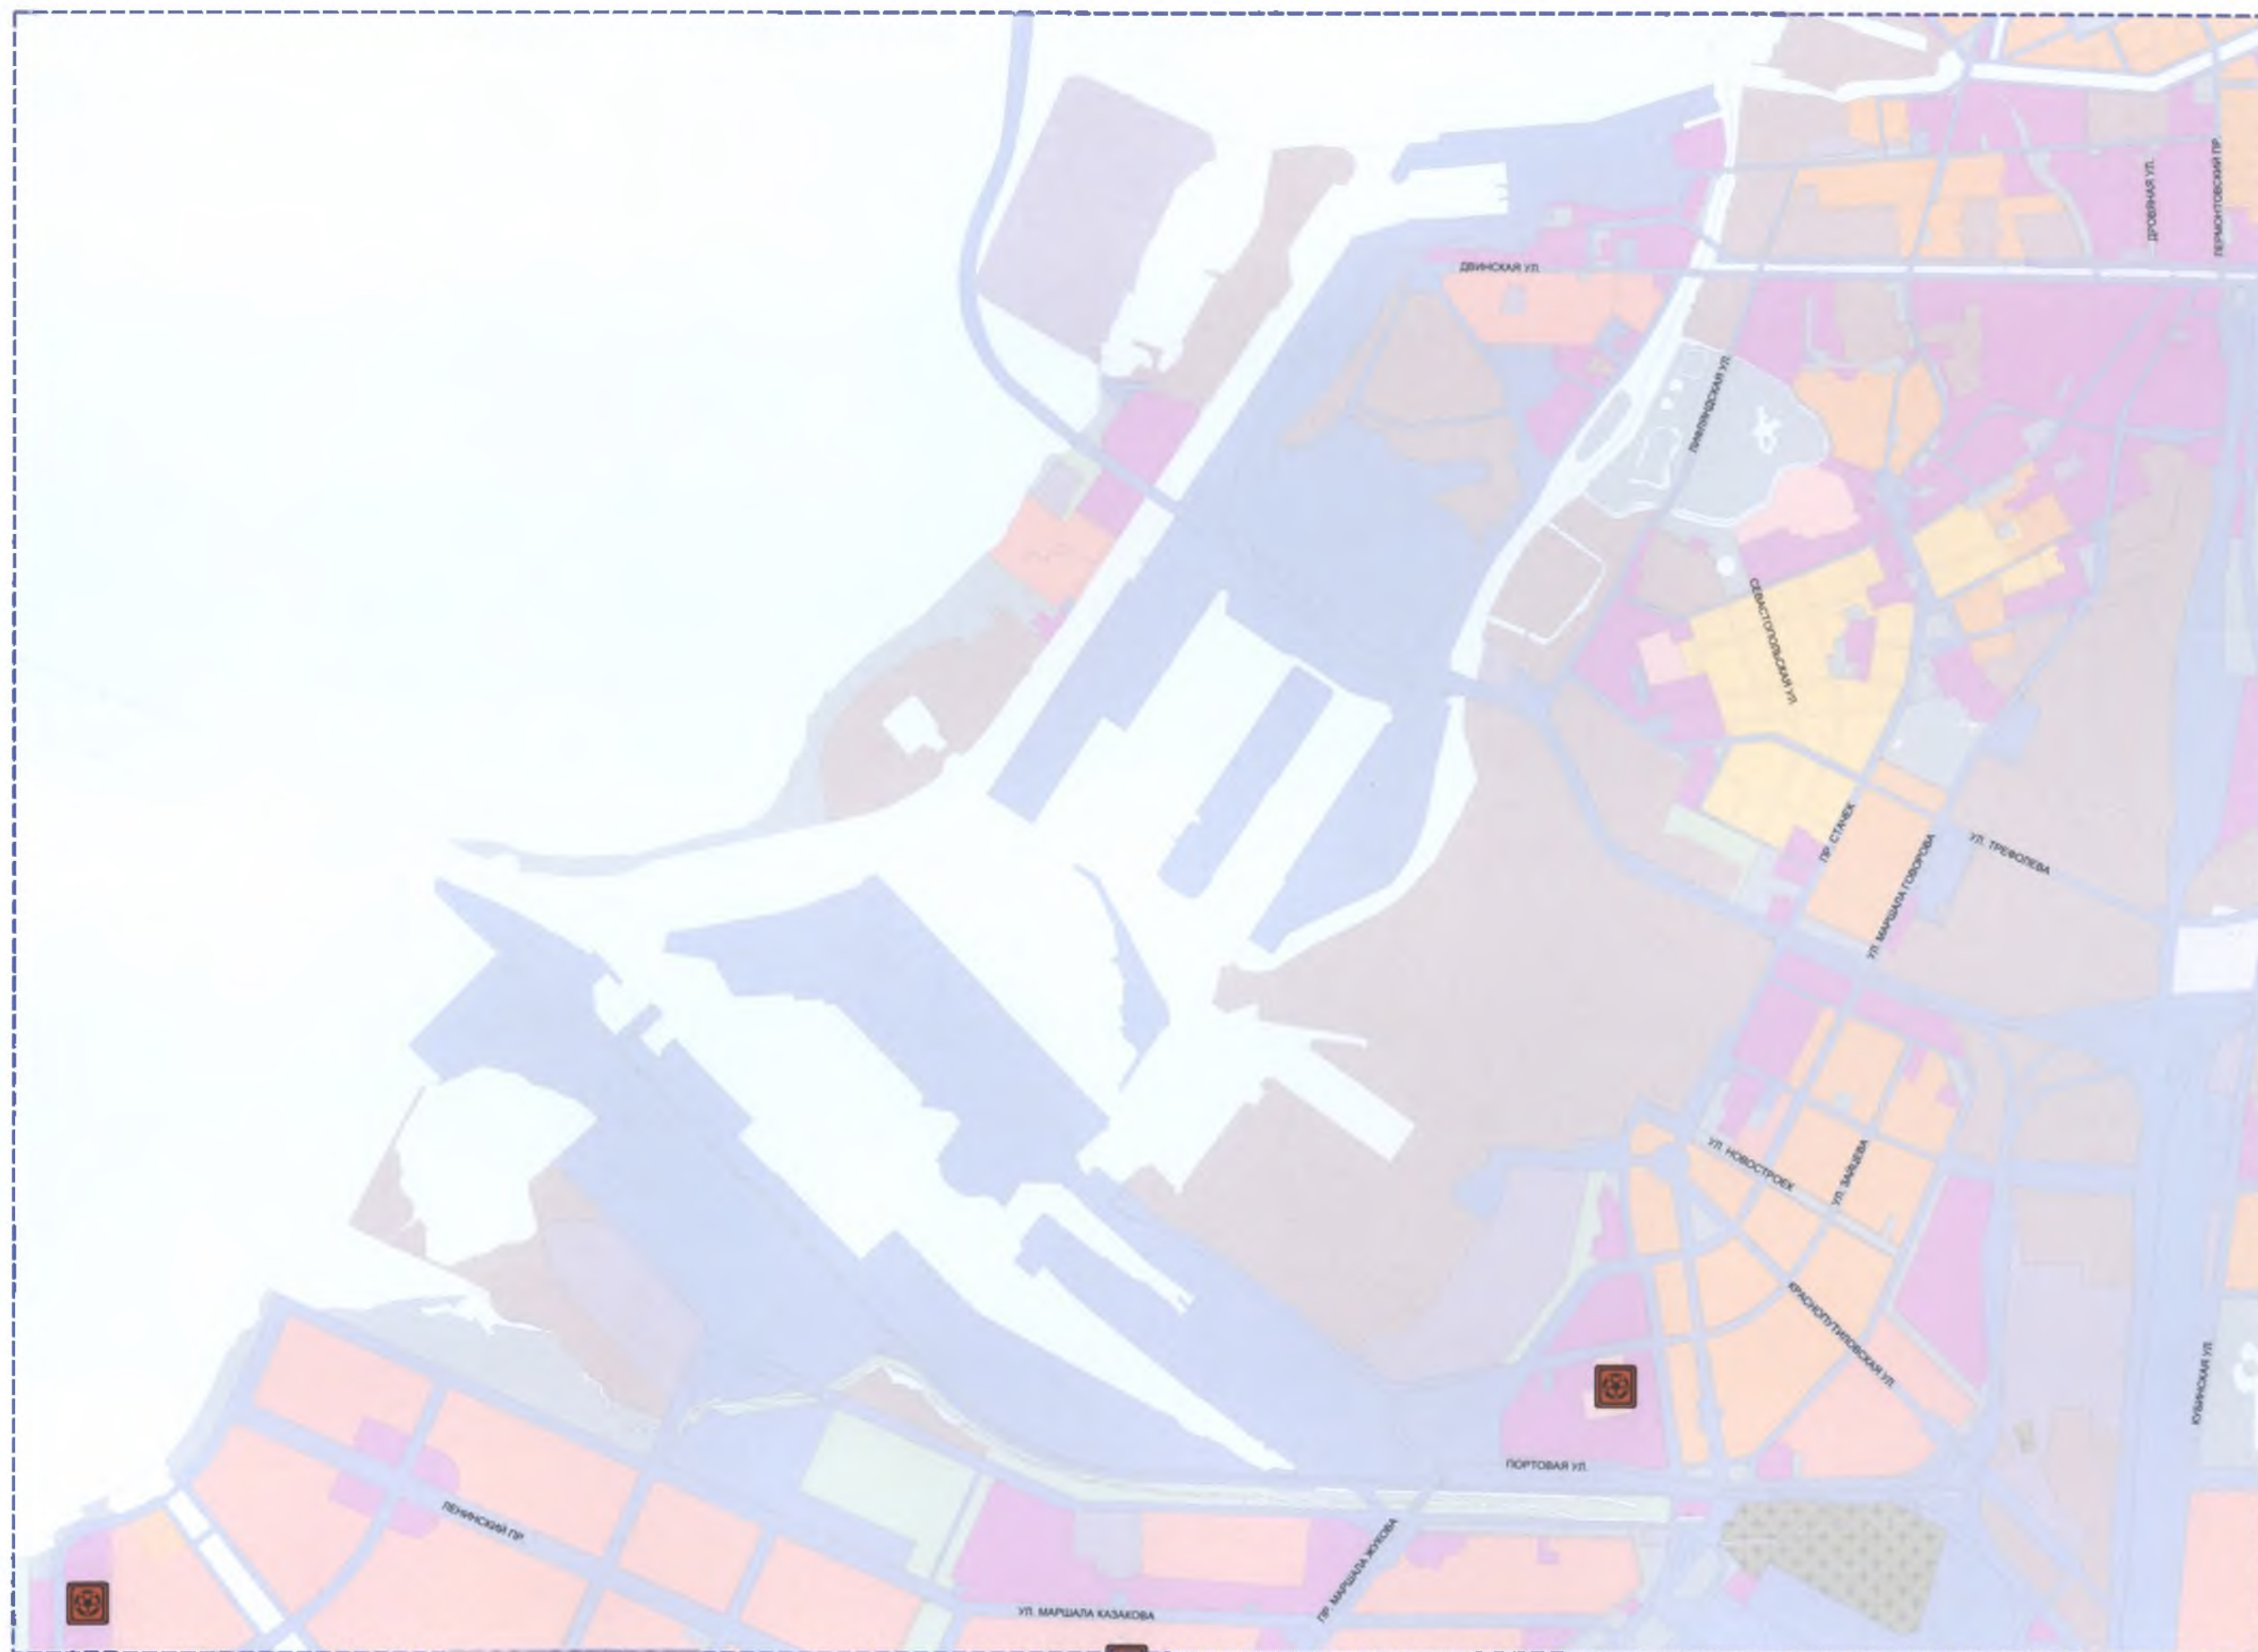 ДРОВЯНАЯ УЛ.
ЛЕРМОНТОВСКИЙ ПР.
ДВИНСКАЯ УЛ.
ЛИФЛЯНДСКАЯ УЛ.
СЕВАСТОПОЛЬСКАЯ УЛ.
ПР. СТАЧЕК
УЛ. МАРШАЛА ГОВОРОВА
УЛ. ТРЕФОЛЕВА
УЛ. НОВОСТРОЕК
УЛ. ЗАЙЦЕВА
КРАСНОПУТИЛОВСКАЯ УЛ.
КУБИНСКАЯ УЛ.
ПОРТОВАЯ УЛ.
ЛЕНИНСКИЙ ПР.
ПР. МАРШАЛА ЖУКОВА
УЛ. МАРШАЛА КАЗАКОВА